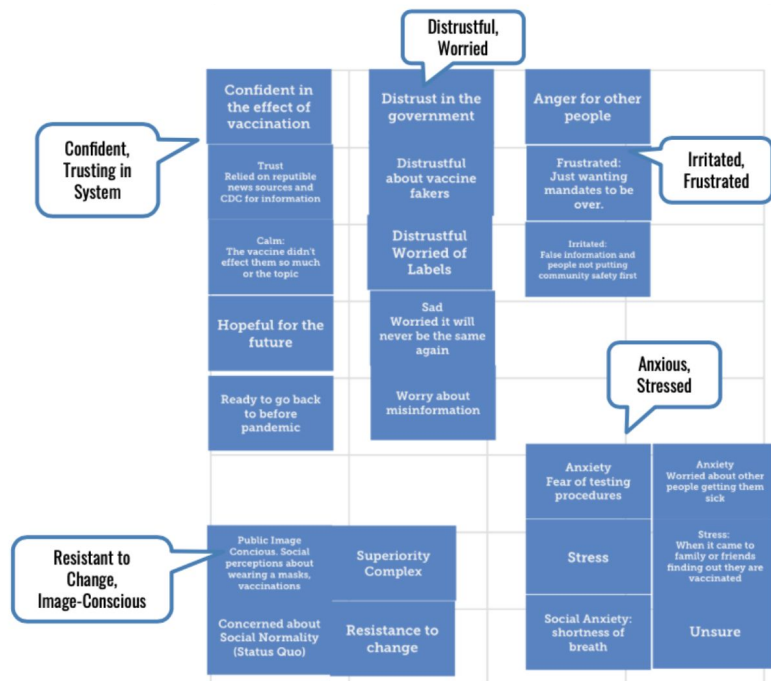 Distrustful,
Worried
Confident in
the effect of
vaccination
Distrust in the
government
Anger for other
people
Confident,
Trusting in
System
Trust
Relied on reputible
news sources and
CDC for information
Distrustful
about vaccine
fakers
Frustrated:
Just wanting
mandates to be
over.
Irritated,
Frustrated
Calm:
The vaccine didn't
effect them so much
or the topic
Distrustful
Worried of
Labels
Irritated:
False information and
people not putting
community safety first
Hopeful for the
future
Sad
Worried it will
never be the same
again
Anxious,
Stressed
Ready to go back
to before
pandemic
Worry about
misinformation
Anxiety
Fear of testing
procedures
Anxiety
Worried about other
people getting them
sick
Resistant to
Change,
Image-Conscious
Public Image
Concious. Social
perceptions about
wearing a masks,
vaccinations
Superiority
Complex
Stress
Stress:
When it came to
family or friends
finding out they are
vaccinated
Concerned about
Social Normality
(Status Quo)
Resistance to
change
Social Anxiety:
shortness of
breath
Unsure